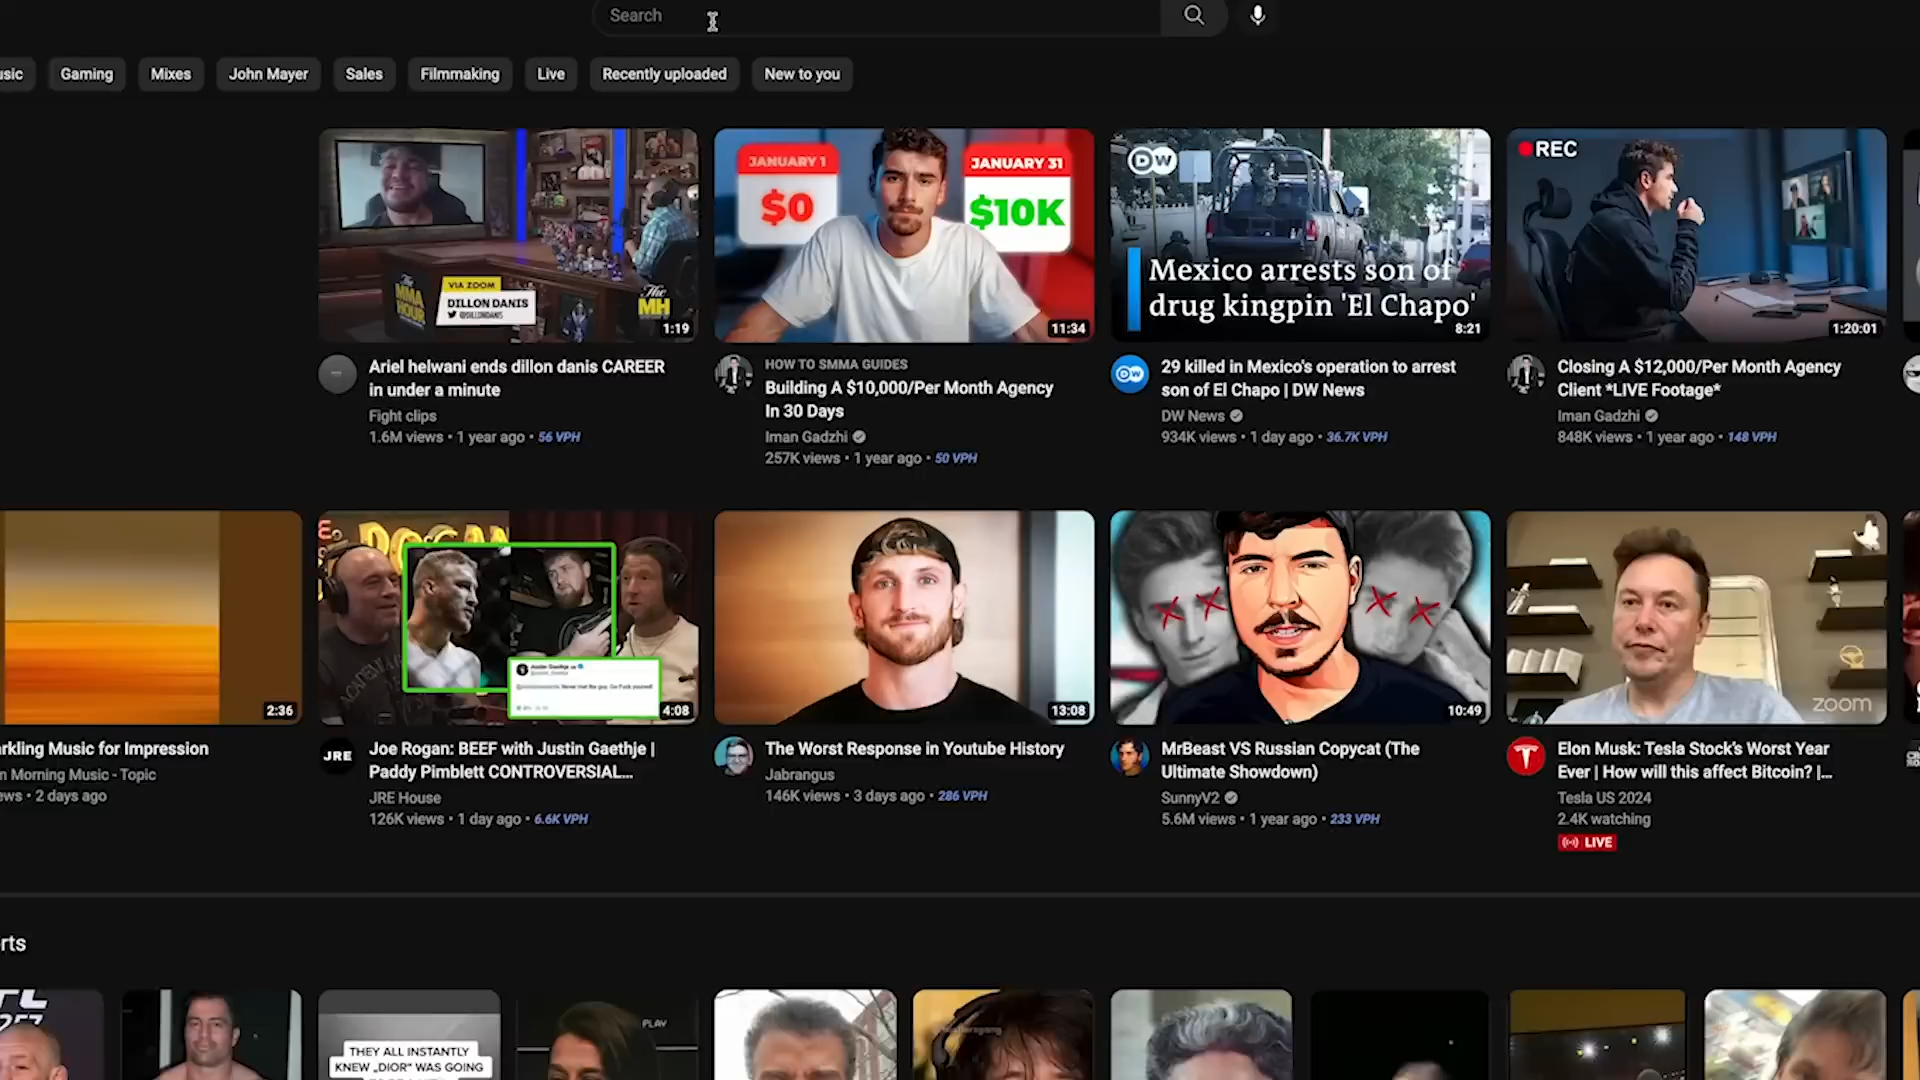 Search
sic
Gaming
Mixes
John Mayer
Sales
Filmmaking
Live
Recently uploaded
New to you
VIA ZOOM
DILLON DANIS
@DILLONDANIS
The
MMA
HOUR
The
MH
1:19
JANUARY 1
$0
JANUARY 31
$10K
11:34
DW
Mexico arrests son of
drug kingpin 'El Chapo'
8:21
REC
1:20:01
Ariel helwani ends dillon danis CAREER
in under a minute
Fight clips
1.6M views • 1 year ago • 56 VPH
HOW TO SMMA GUIDES
Building A $10,000/Per Month Agency
In 30 Days
Iman Gadzhi
257K views • 1 year ago • 50 VPH
DW
29 killed in Mexico's operation to arrest
son of El Chapo | DW News
DW News
934K views • 1 day ago • 36.7K VPH
Closing A $12,000/Per Month Agency
Client *LIVE Footage*
Iman Gadzhi
848K views • 1 year ago • 148 VPH
2:36
ROGAN
4:08
13:08
10:49
zoom
rkling Music for Impression
n Morning Music - Topic
ews • 2 days ago
JRE
Joe Rogan: BEEF with Justin Gaethje |
Paddy Pimblett CONTROVERSIAL...
JRE House
126K views • 1 day ago • 6.6K VPH
The Worst Response in Youtube History
Jabrangus
146K views • 3 days ago • 286 VPH
MrBeast VS Russian Copycat (The
Ultimate Showdown)
SunnyV2
5.6M views • 1 year ago • 233 VPH
Elon Musk: Tesla Stock's Worst Year
Ever | How will this affect Bitcoin? |...
Tesla US 2024
2.4K watching
LIVE
rts
PLAY
THEY ALL INSTANTLY
KNEW „DIOR" WAS GOING